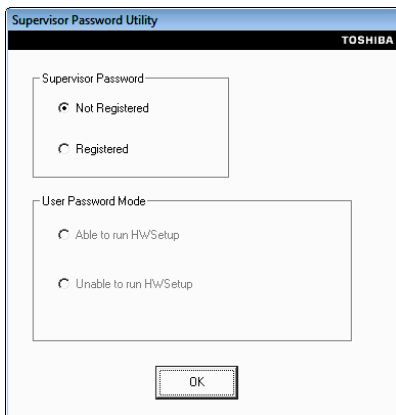 Supervisor Password Utility
TOSHIBA
Supervisor Password
Not Registered
Registered
User Password Mode
Able to run HWSetup
Unable to run HWSetup
OK